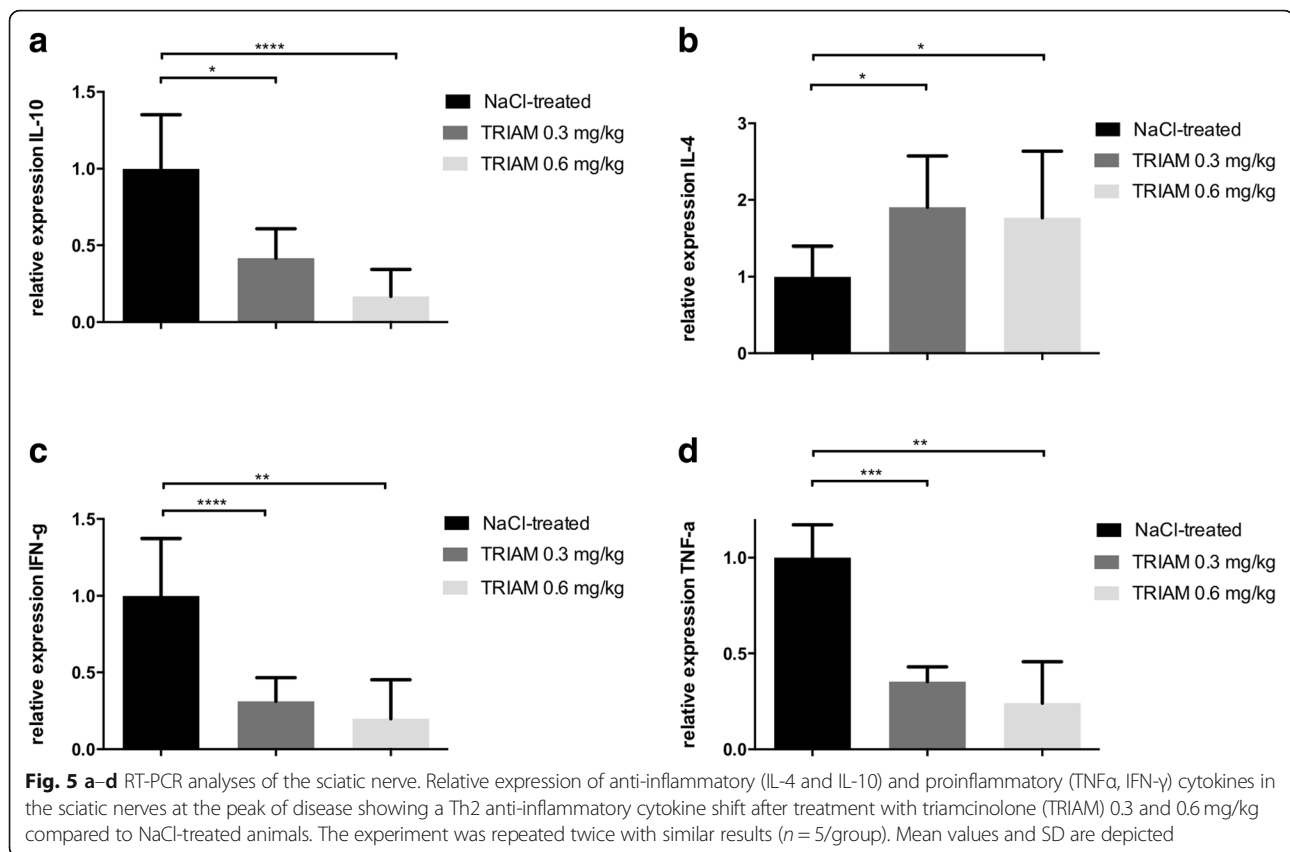 a
****
*
1.5
1.0
0.5
0.0
relative expression IL-10
NaCl-treated
TRIAM 0.3 mg/kg
TRIAM 0.6 mg/kg
b
*
*
3
2
1
0
relative expression IL-4
NaCl-treated
TRIAM 0.3 mg/kg
TRIAM 0.6 mg/kg
c
**
****
1.5
1.0
0.5
0.0
relative expression IFN-g
NaCl-treated
TRIAM 0.3 mg/kg
TRIAM 0.6 mg/kg
d
**
***
1.0
0.5
0.0
relative expression TNF-a
NaCl-treated
TRIAM 0.3 mg/kg
TRIAM 0.6 mg/kg
Fig. 5 a–d RT-PCR analyses of the sciatic nerve. Relative expression of anti-inflammatory (IL-4 and IL-10) and proinflammatory (TNFα, IFN-γ) cytokines in
the sciatic nerves at the peak of disease showing a Th2 anti-inflammatory cytokine shift after treatment with triamcinolone (TRIAM) 0.3 and 0.6 mg/kg
compared to NaCl-treated animals. The experiment was repeated twice with similar results (n = 5/group). Mean values and SD are depicted